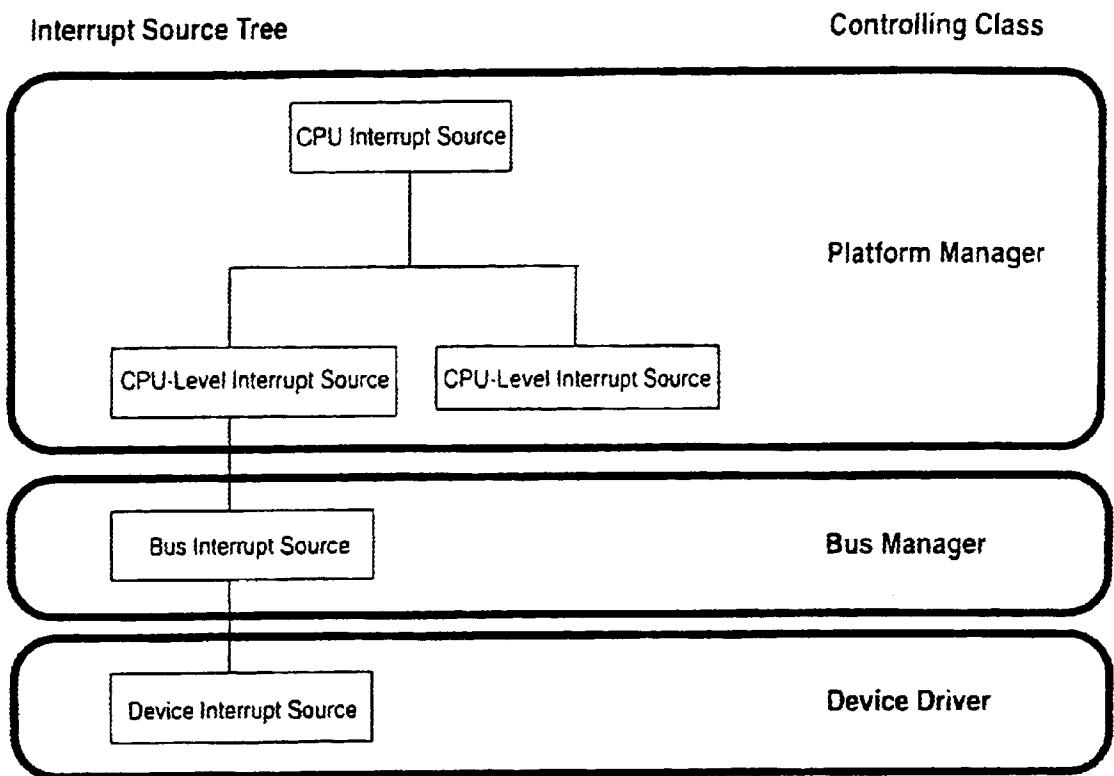 Interrupt Source Tree
Controlling Class
CPU Interrupt Source
Platform Manager
CPU-Level Interrupt Source
CPU-Level Interrupt Source
Bus Interrupt Source
Bus Manager
Device Interrupt Source
Device Driver